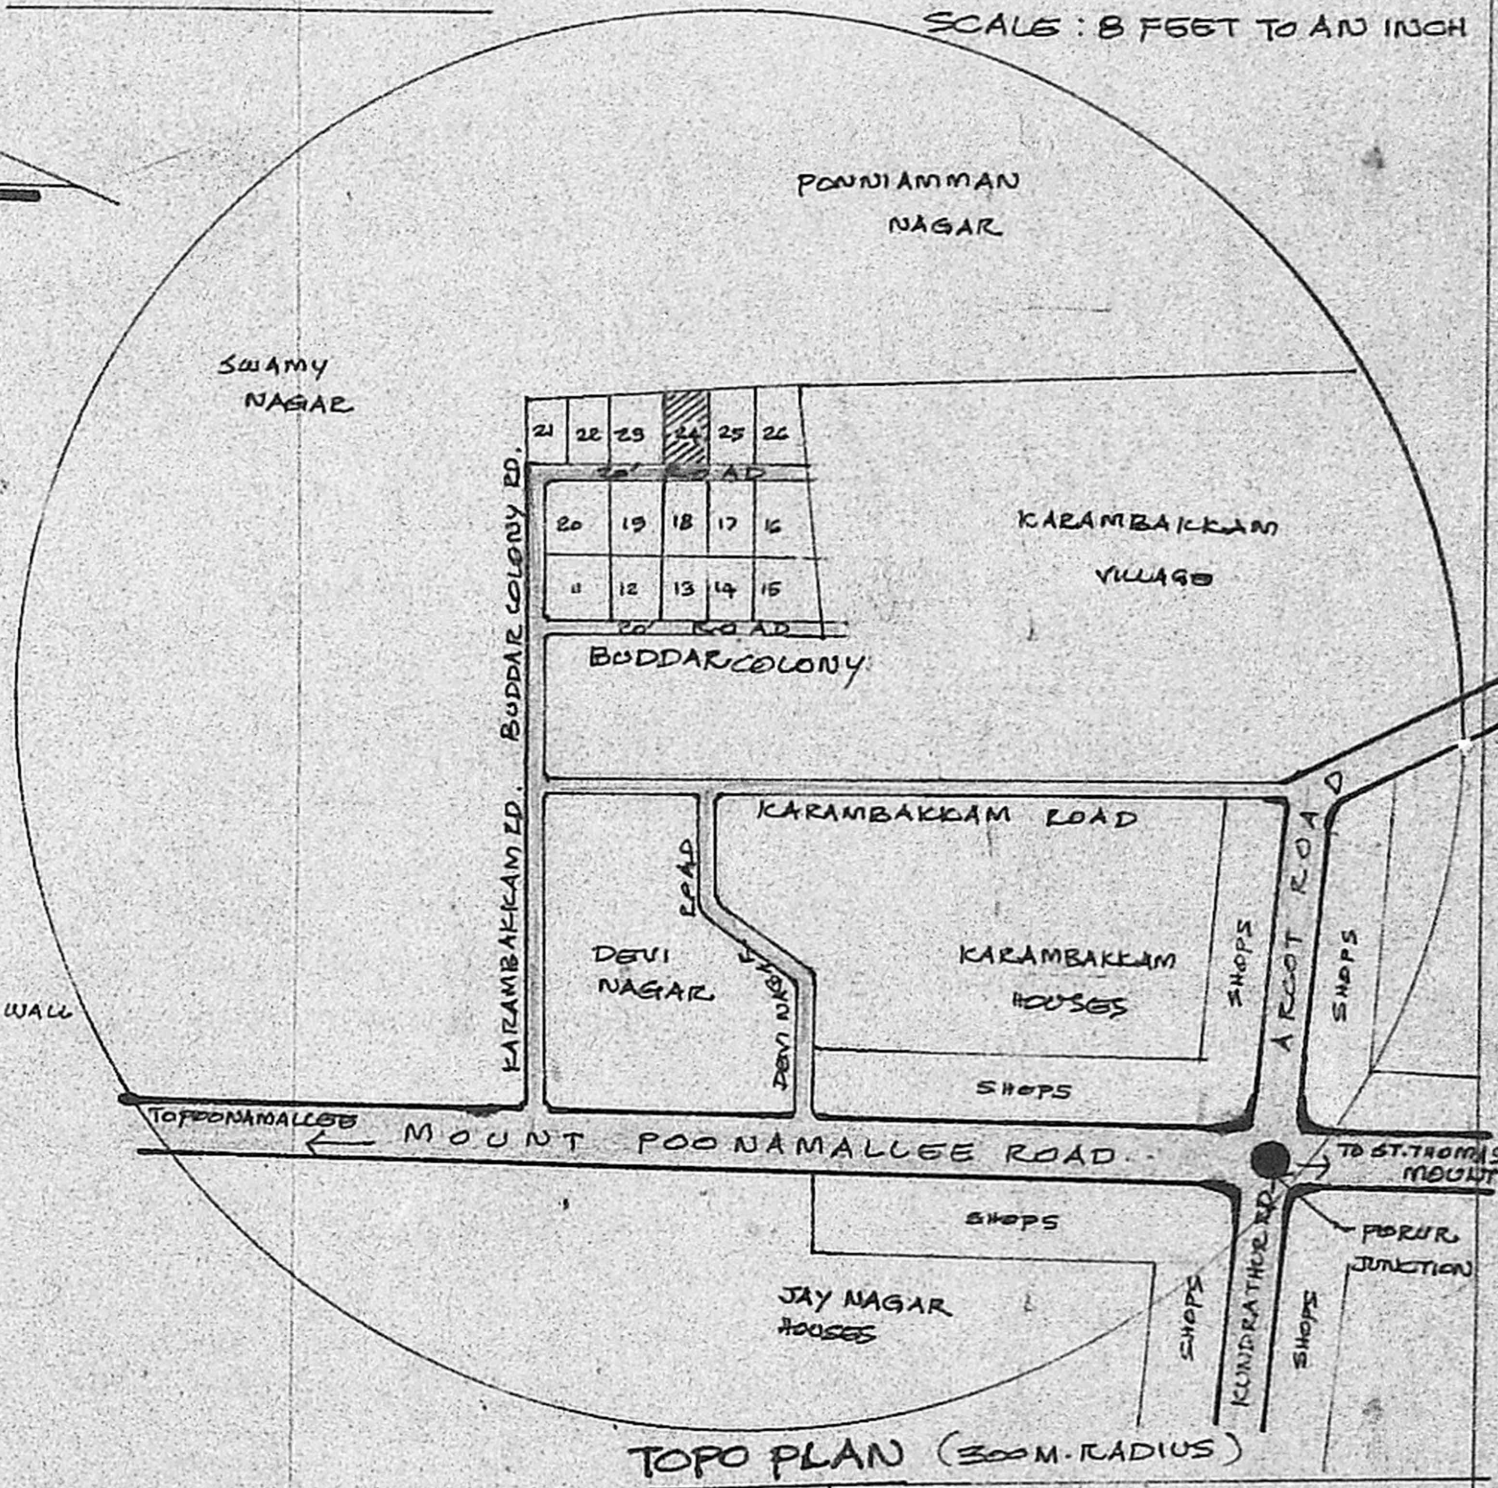 SCALE : 8 FEET TO AN INCH
PONNIAMMAN
NAGAR
SWAMY
NAGAR
21 22 23 24 25 26
20' ROAD
20 19 18 17 16
11 12 13 14 15
20' ROAD
BUDDAR COLONY
BUDDAR COLONY RD.
KARAMBAKKAM RD.
KARAMBAKKAM
VILLAGE
KARAMBAKKAM ROAD
ARCOT ROAD
SHOPS
SHOPS
DEVI NAGAR
ROAD
DEVI
NAGAR
KARAMBAKKAM
HOUSES
WALL
SHOPS
TO POONAMALLEE
MOUNT POONAMALLEE ROAD
TO ST. THOMAS
MOUNT
PORUR
JUNCTION
SHOPS
KUNDRATHUR RD
SHOPS
SHOPS
JAY NAGAR
HOUSES
TOPO PLAN (300 M. RADIUS)